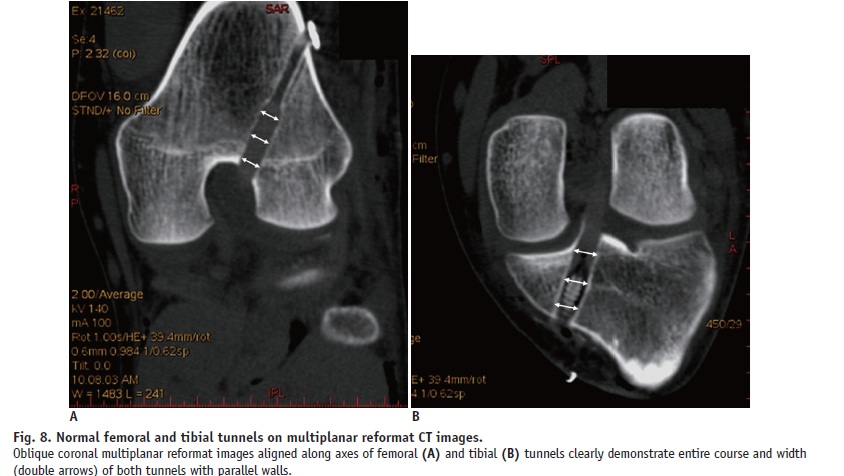 Ex: 21462
SAR
Se:4
P: 2.32 (coi)
DFOV 16.0 cm
STND/+ No Filter
R
P
2.00/Average
kV 140
mA 100
Rot 1.00s/HE+ 39.4mm/rot
0.6mm 0.984:1/0.62sp
Tilt: 0.0
10:08:03 AM
W = 1483 L = 241
IPL
SPL
cm
Filter
L
A
450/29
ge
E+ 39.4mm/rot
4:1/0.62sp
A
B
Fig. 8. Normal femoral and tibial tunnels on multiplanar reformat CT images.
Oblique coronal multiplanar reformat images aligned along axes of femoral (A) and tibial (B) tunnels clearly demonstrate entire course and width
(double arrows) of both tunnels with parallel walls.